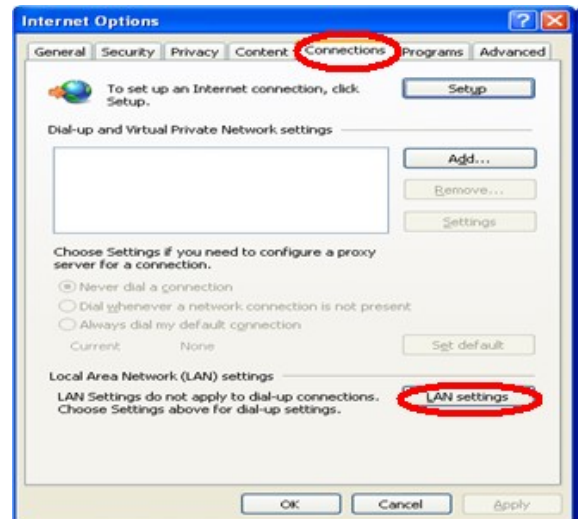 Internet Options
General Security Privacy Content Connections Programs Advanced
To set up an Internet connection, click
Setup.
Setup
Dial-up and Virtual Private Network settings
Add...
Remove...
Settings
Choose Settings if you need to configure a proxy
server for a connection.
Never dial a connection
Dial whenever a network connection is not present
Always dial my default connection
Current None
Set default
Local Area Network (LAN) settings
LAN Settings do not apply to dial-up connections.
Choose Settings above for dial-up settings.
LAN settings
OK Cancel Apply